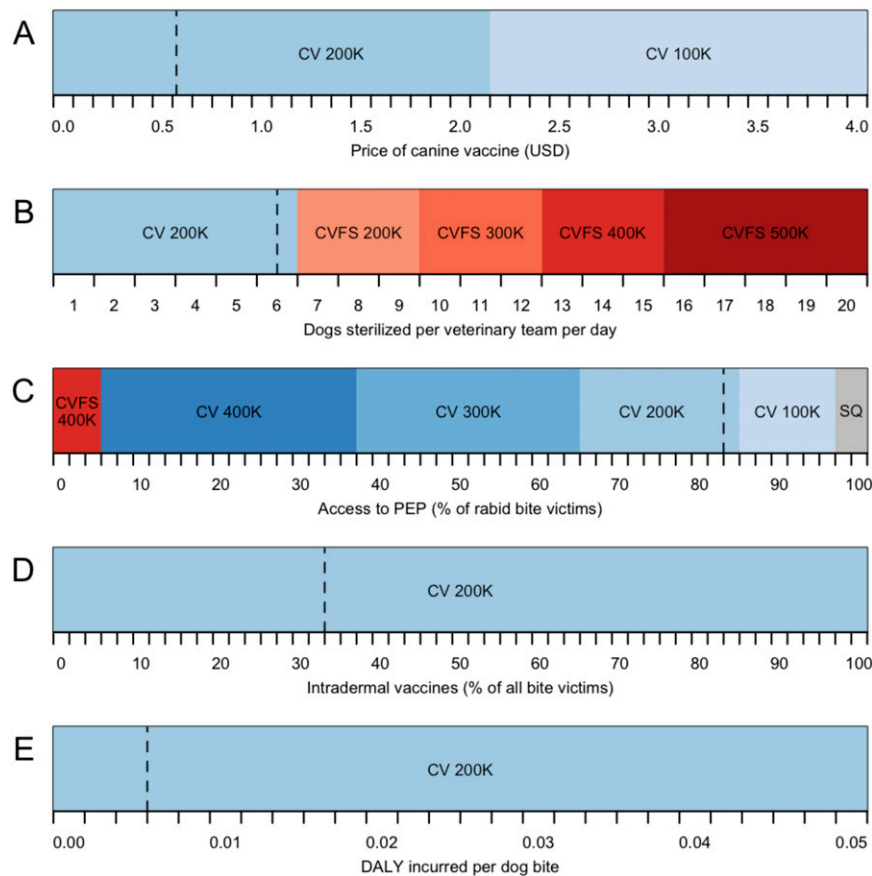 A
CV 200K CV 100K
0.0 0.5 1.0 1.5 2.0 2.5 3.0 3.5 4.0
Price of canine vaccine (USD)
B
CV 200K CVFS 200K CVFS 300K CVFS 400K CVFS 500K
1 2 3 4 5 6 7 8 9 10 11 12 13 14 15 16 17 18 19 20
Dogs sterilized per veterinary team per day
C
CVFS
400K CV 400K CV 300K CV 200K CV 100K SQ
0 10 20 30 40 50 60 70 80 90 100
Access to PEP (% of rabid bite victims)
D
CV 200K
0 10 20 30 40 50 60 70 80 90 100
Intradermal vaccines (% of all bite victims)
E
CV 200K
0.00 0.01 0.02 0.03 0.04 0.05
DALY incurred per dog bite